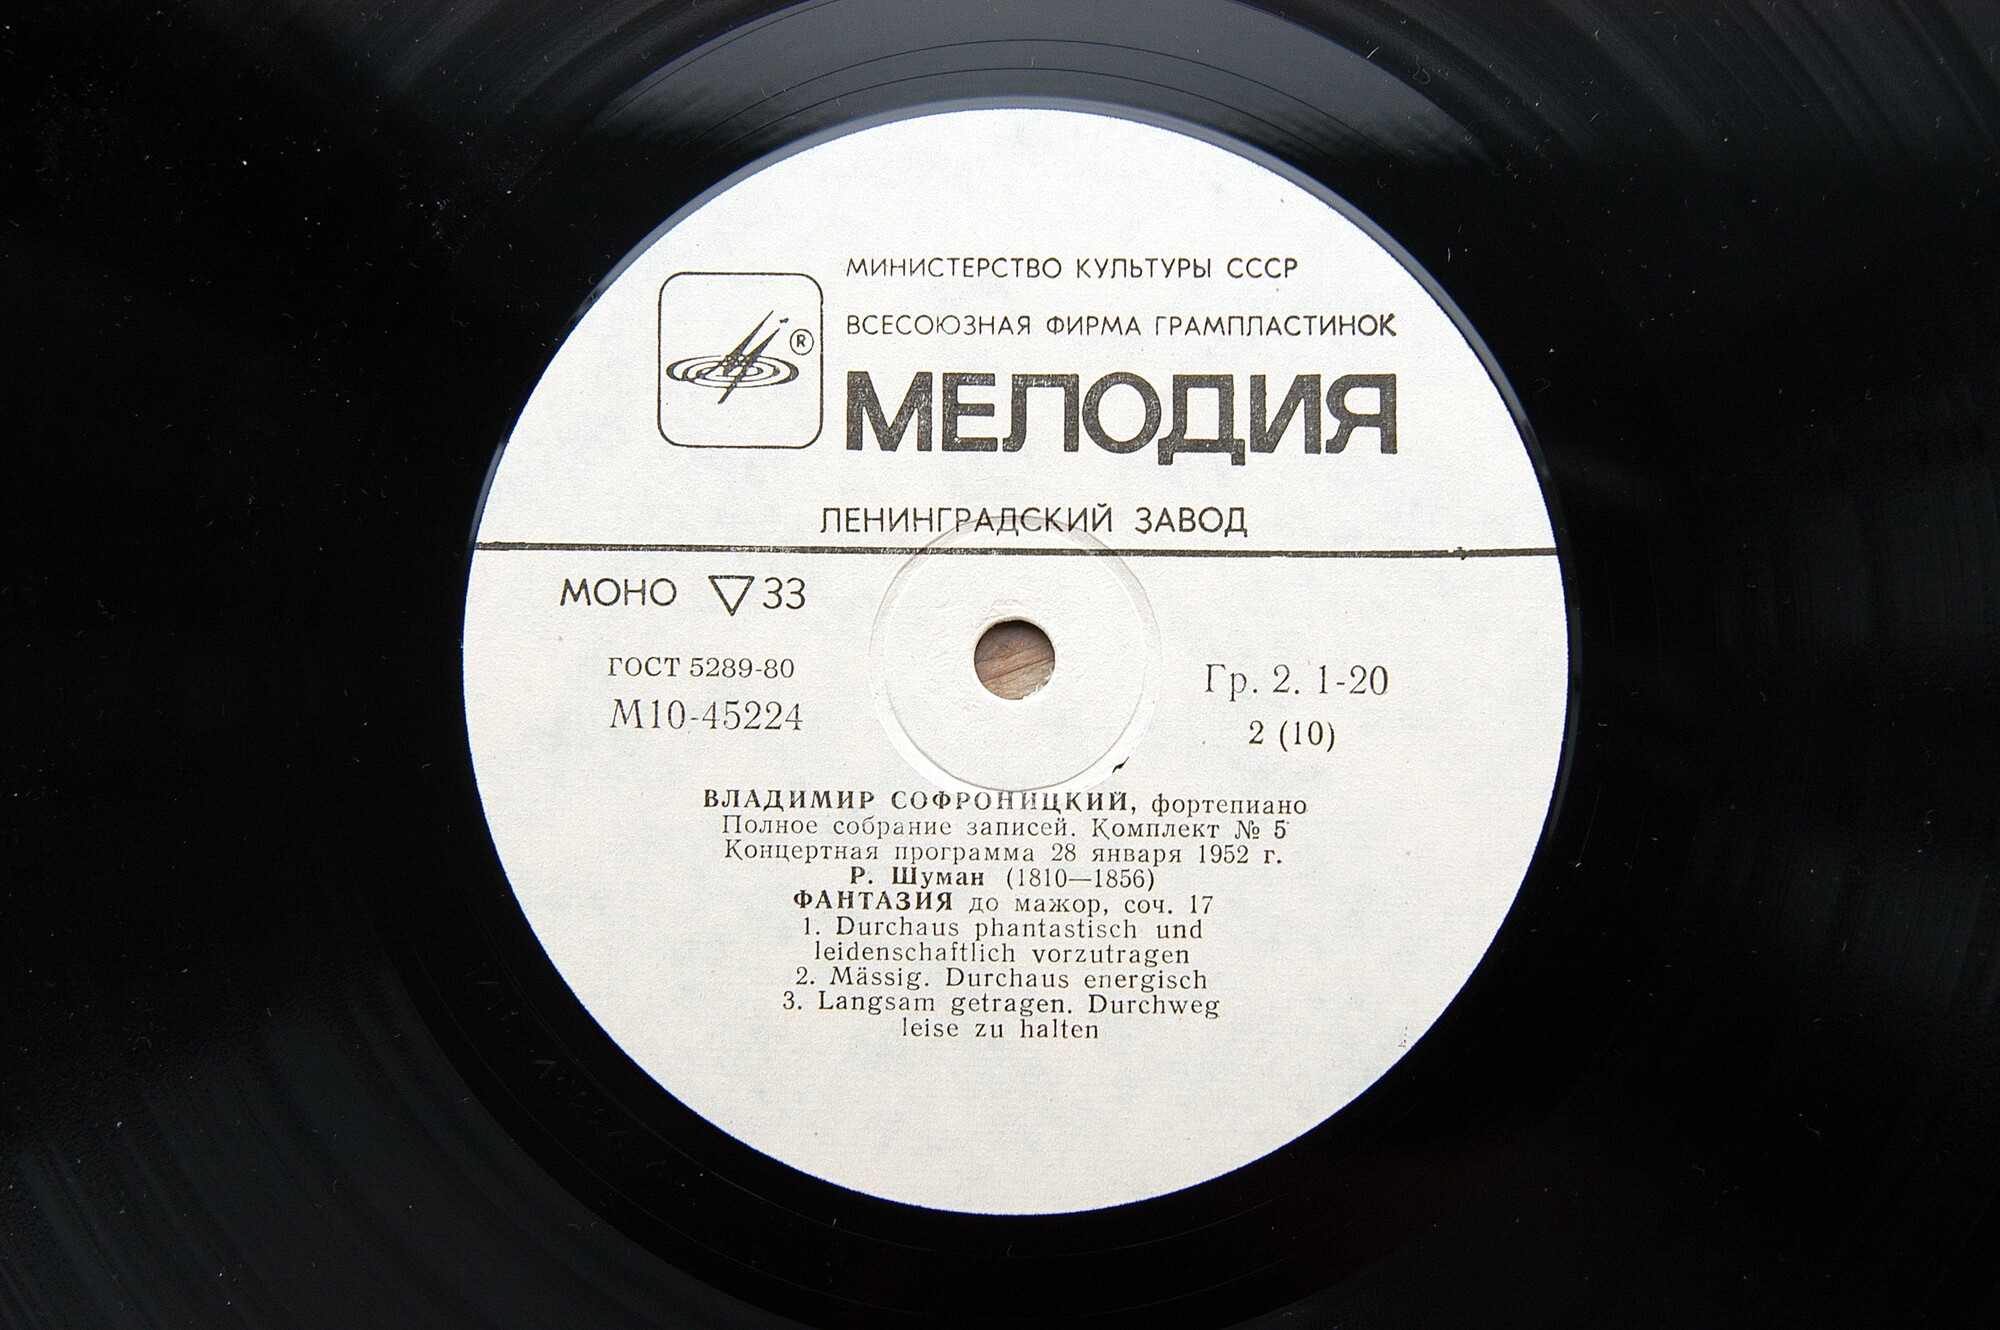 МИНИСТЕРСТВО КУЛЬТУРЫ СССР
ВСЕСОЮЗНАЯ ФИРМА ГРАМПЛАСТИНОК
®
МЕЛОДИЯ
ЛЕНИНГРАДСКИЙ ЗАВОД
МОНО ▽33
ГОСТ 5289-80
М10-45224
Гр. 2. 1-20
2 (10)
ВЛАДИМИР СОФРОНИЦКИЙ, фортепиано
Полное собрание записей. Комплект № 5
Концертная программа 28 января 1952 г.
Р. Шуман (1810—1856)
ФАНТАЗИЯ до мажор, соч. 17
1. Durchaus phantastisch und
leidenschaftlich vorzutragen
2. Mässig. Durchaus energisch
3. Langsam getragen. Durchweg
leise zu halten